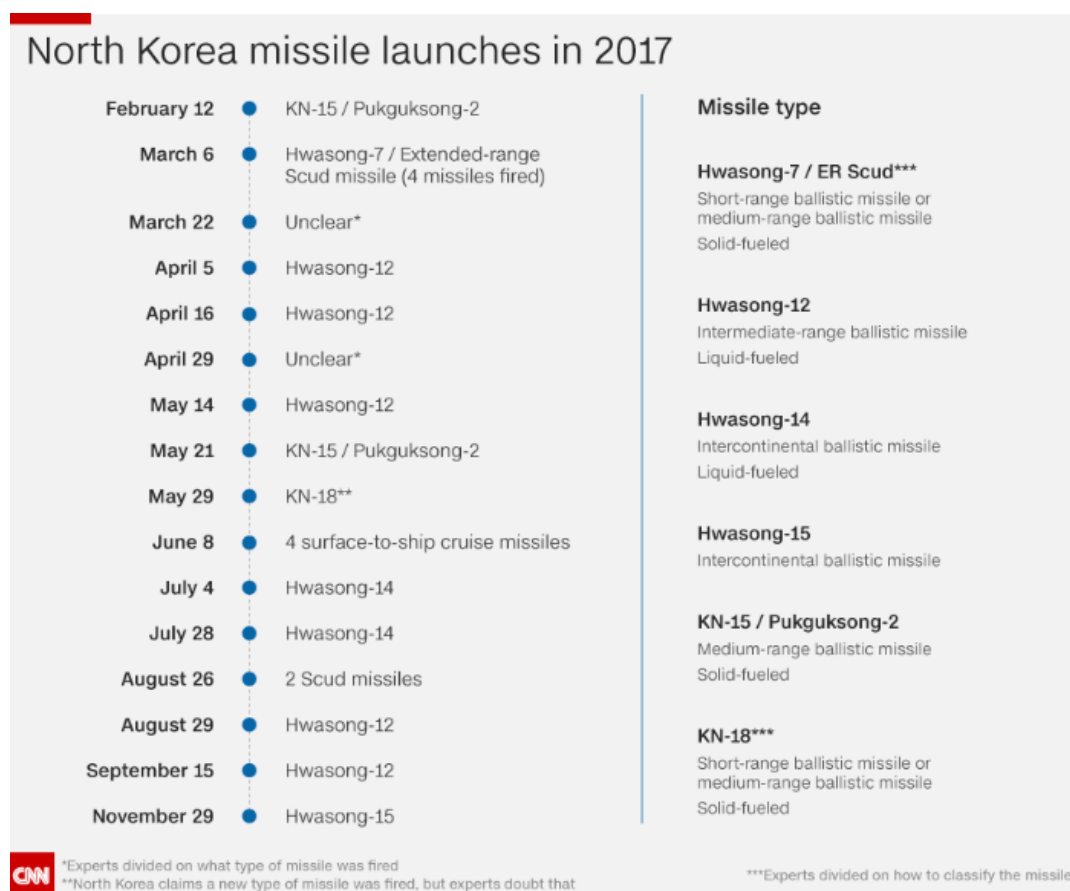 North Korea missile launches in 2017
February 12 KN-15 / Pukguksong-2
March 6 Hwasong-7 / Extended-range
Scud missile (4 missiles fired)
March 22 Unclear*
April 5 Hwasong-12
April 16 Hwasong-12
April 29 Unclear*
May 14 Hwasong-12
May 21 KN-15 / Pukguksong-2
May 29 KN-18**
June 8 4 surface-to-ship cruise missiles
July 4 Hwasong-14
July 28 Hwasong-14
August 26 2 Scud missiles
August 29 Hwasong-12
September 15 Hwasong-12
November 29 Hwasong-15
Missile type
Hwasong-7 / ER Scud***
Short-range ballistic missile or
medium-range ballistic missile
Solid-fueled
Hwasong-12
Intermediate-range ballistic missile
Liquid-fueled
Hwasong-14
Intercontinental ballistic missile
Liquid-fueled
Hwasong-15
Intercontinental ballistic missile
KN-15 / Pukguksong-2
Medium-range ballistic missile
Solid-fueled
KN-18***
Short-range ballistic missile or
medium-range ballistic missile
Solid-fueled
CNN
*Experts divided on what type of missile was fired
**North Korea claims a new type of missile was fired, but experts doubt that
***Experts divided on how to classify the missile